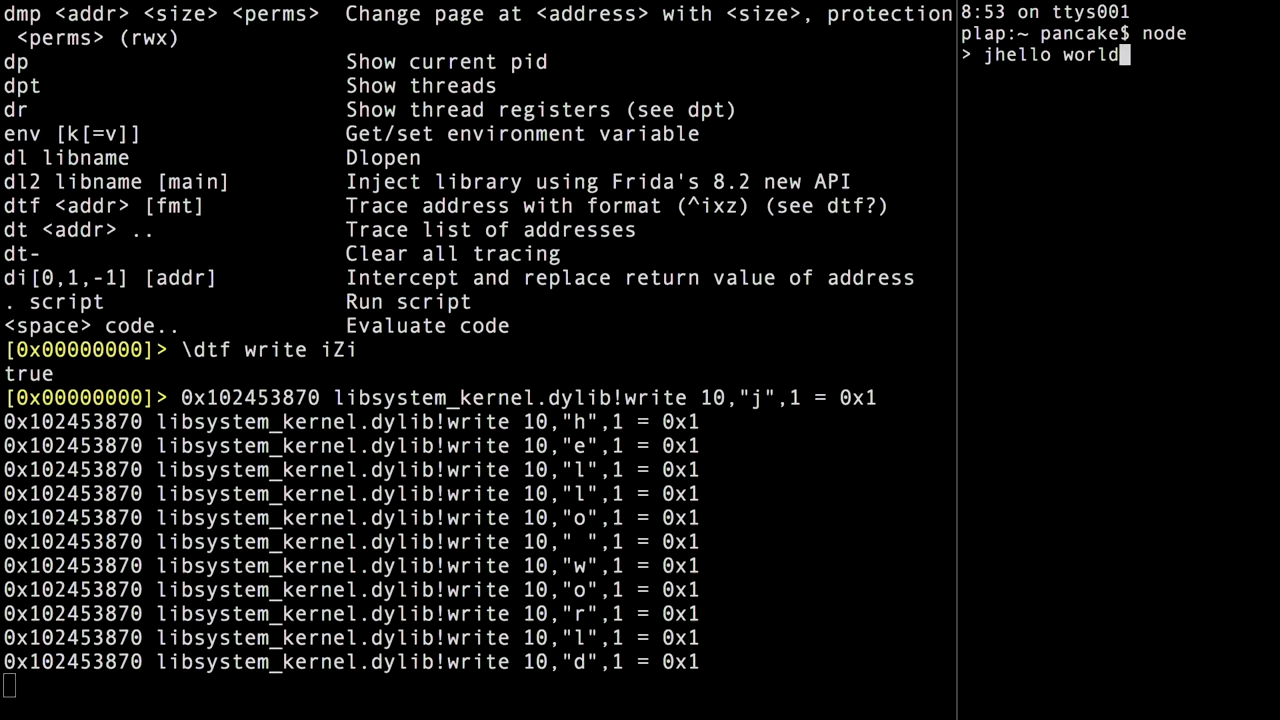 dmp <addr> <size> <perms>  Change page at <address> with <size>, protection
 <perms> (rwx)
dp                         Show current pid
dpt                        Show threads
dr                         Show thread registers (see dpt)
env [k[=v]]                Get/set environment variable
dl libname                 Dlopen
dl2 libname [main]         Inject library using Frida's 8.2 new API
dtf <addr> [fmt]           Trace address with format (^ixz) (see dtf?)
dt <addr> ..               Trace list of addresses
dt-                        Clear all tracing
di[0,1,-1] [addr]          Intercept and replace return value of address
. script                   Run script
<space> code..             Evaluate code
[0x00000000]> \dtf write iZi
true
[0x00000000]> 0x102453870 libsystem_kernel.dylib!write 10,"j",1 = 0x1
0x102453870 libsystem_kernel.dylib!write 10,"h",1 = 0x1
0x102453870 libsystem_kernel.dylib!write 10,"e",1 = 0x1
0x102453870 libsystem_kernel.dylib!write 10,"l",1 = 0x1
0x102453870 libsystem_kernel.dylib!write 10,"l",1 = 0x1
0x102453870 libsystem_kernel.dylib!write 10,"o",1 = 0x1
0x102453870 libsystem_kernel.dylib!write 10," ",1 = 0x1
0x102453870 libsystem_kernel.dylib!write 10,"w",1 = 0x1
0x102453870 libsystem_kernel.dylib!write 10,"o",1 = 0x1
0x102453870 libsystem_kernel.dylib!write 10,"r",1 = 0x1
0x102453870 libsystem_kernel.dylib!write 10,"l",1 = 0x1
0x102453870 libsystem_kernel.dylib!write 10,"d",1 = 0x1
8:53 on ttys001
plap:~ pancake$ node
> jhello world